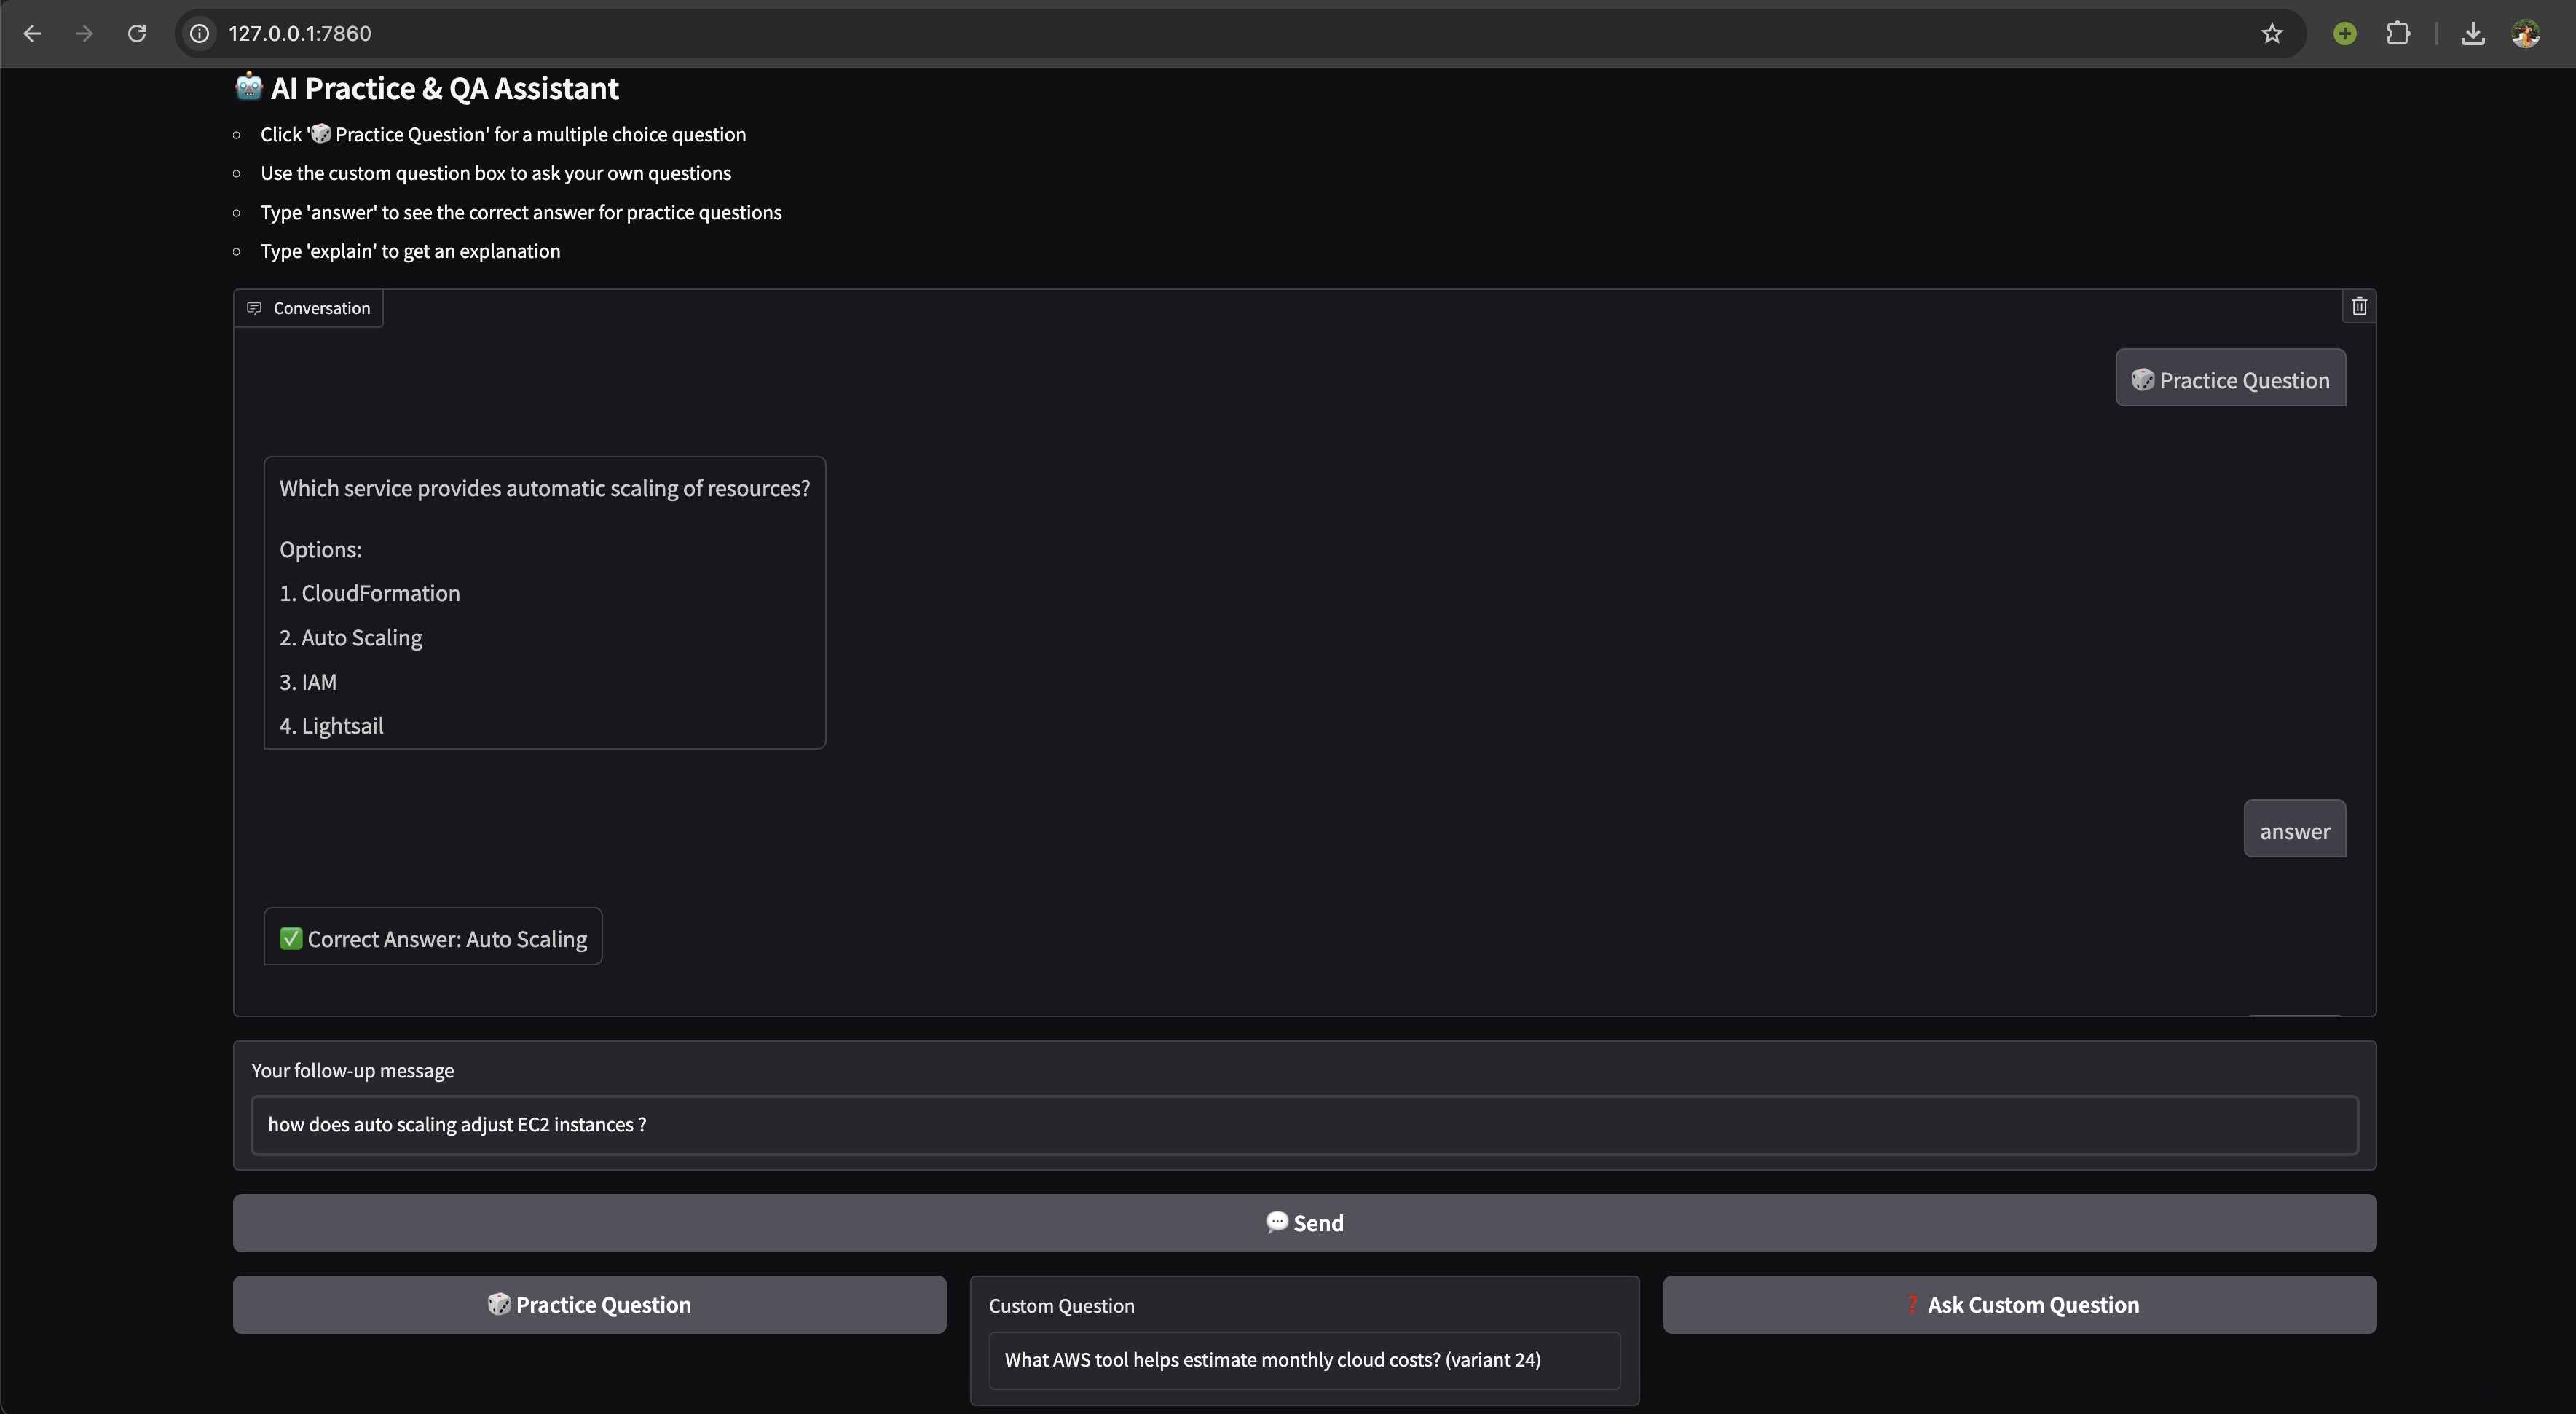 127.0.0.1:7860
🤖 AI Practice & QA Assistant
Click '🎲 Practice Question' for a multiple choice question
Use the custom question box to ask your own questions
Type 'answer' to see the correct answer for practice questions
Type 'explain' to get an explanation
Conversation
🎲 Practice Question
Which service provides automatic scaling of resources?
Options:
1. CloudFormation
2. Auto Scaling
3. IAM
4. Lightsail
answer
✅ Correct Answer: Auto Scaling
Your follow-up message
how does auto scaling adjust EC2 instances ?
💬 Send
🎲 Practice Question
Custom Question
What AWS tool helps estimate monthly cloud costs? (variant 24)
❓ Ask Custom Question